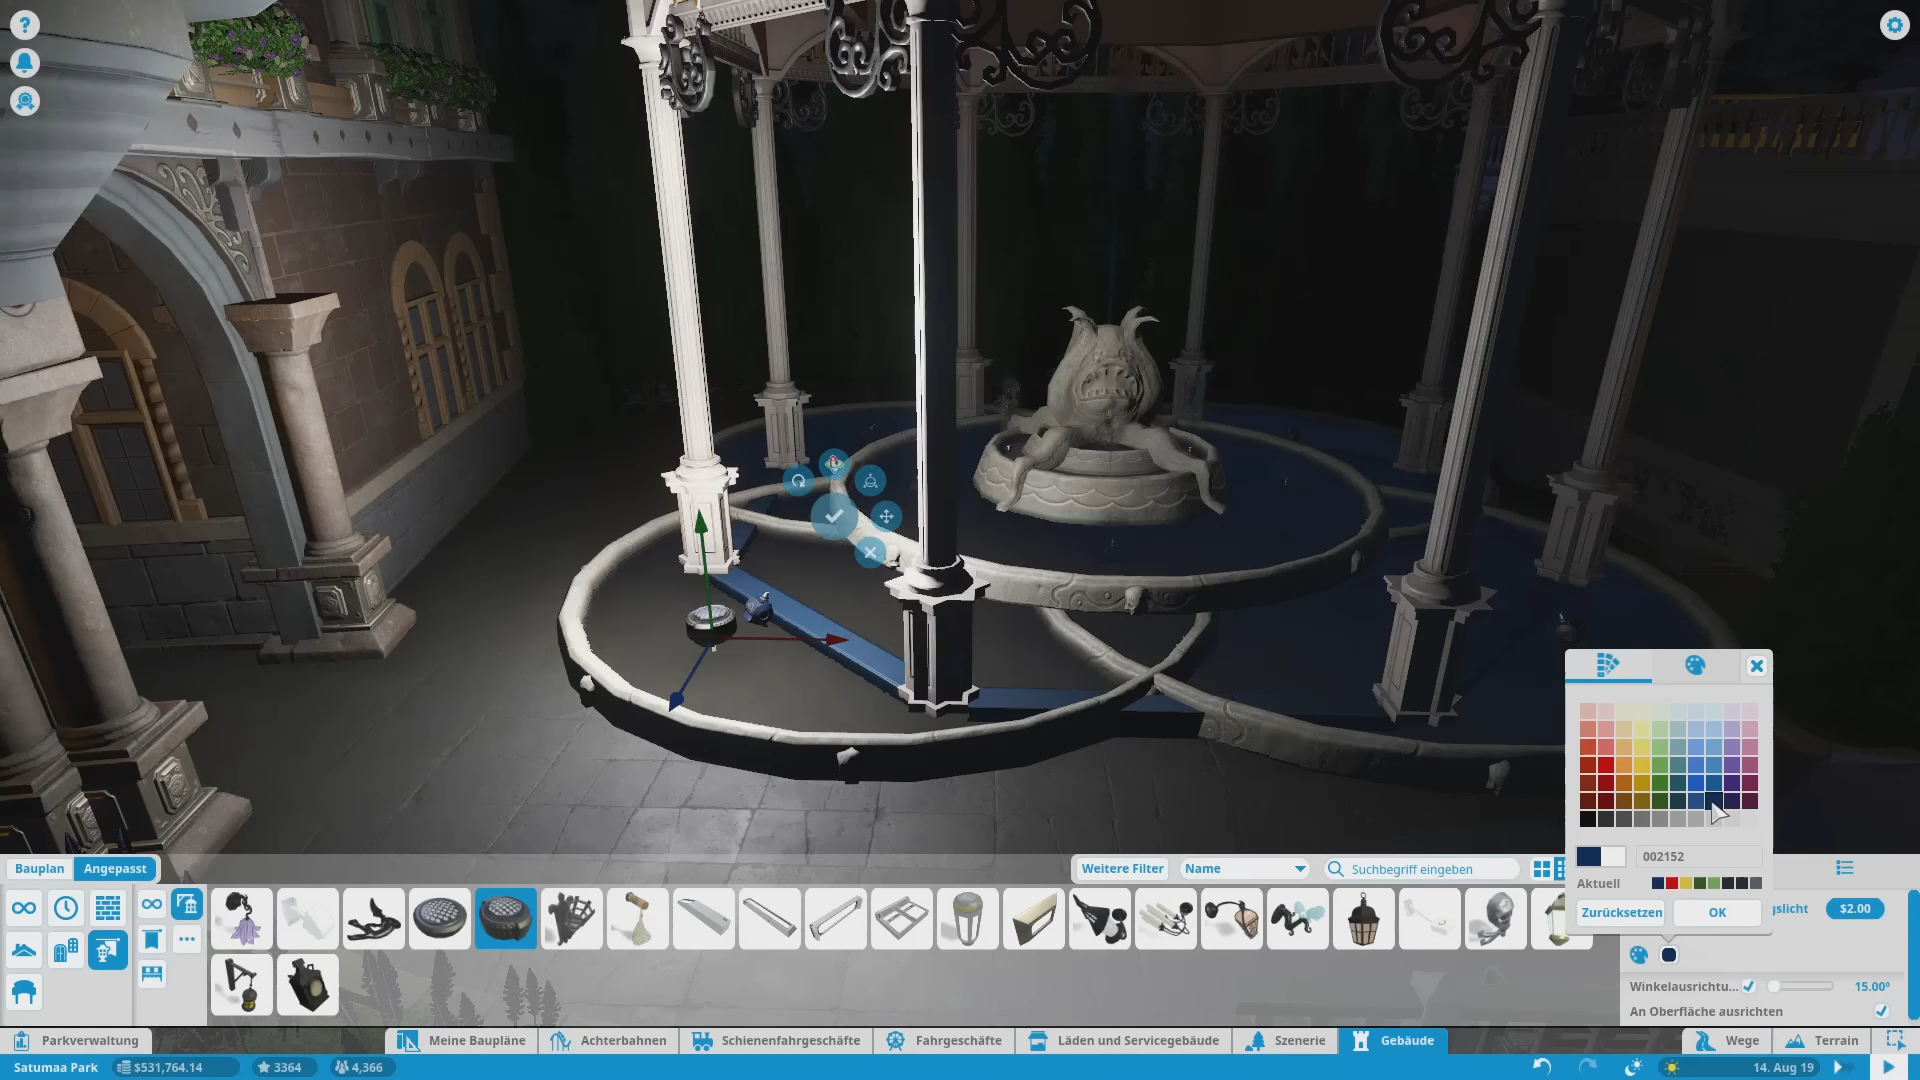 ?
Bauplan
Angepasst
Weitere Filter
Name
Suchbegriff eingeben
002152
Aktuell
Zurücksetzen
OK
gslicht
$2.00
Winkelausrichtu...
15.00°
An Oberfläche ausrichten
Parkverwaltung
Meine Baupläne
Achterbahnen
Schienenfahrgeschäfte
Fahrgeschäfte
Läden und Servicegebäude
Szenerie
Gebäude
Wege
Terrain
Satumaa Park
$531,764.14
3364
4,366
14. Aug 19